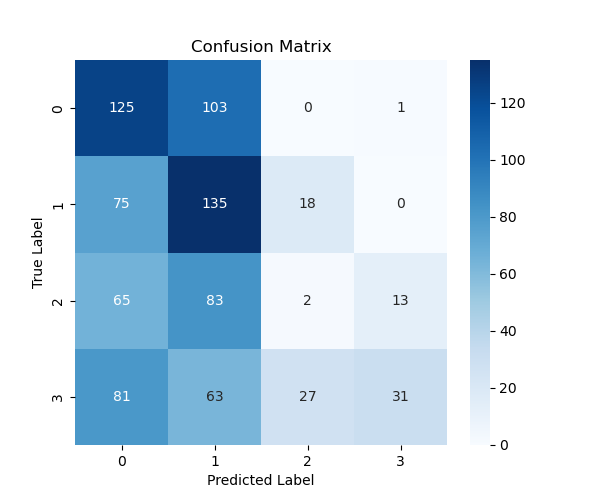 Confusion Matrix
0 125 103 0 1
1 75 135 18 0
2 65 83 2 13
3 81 63 27 31
0 1 2 3
True Label
Predicted Label
120
100
80
60
40
20
0